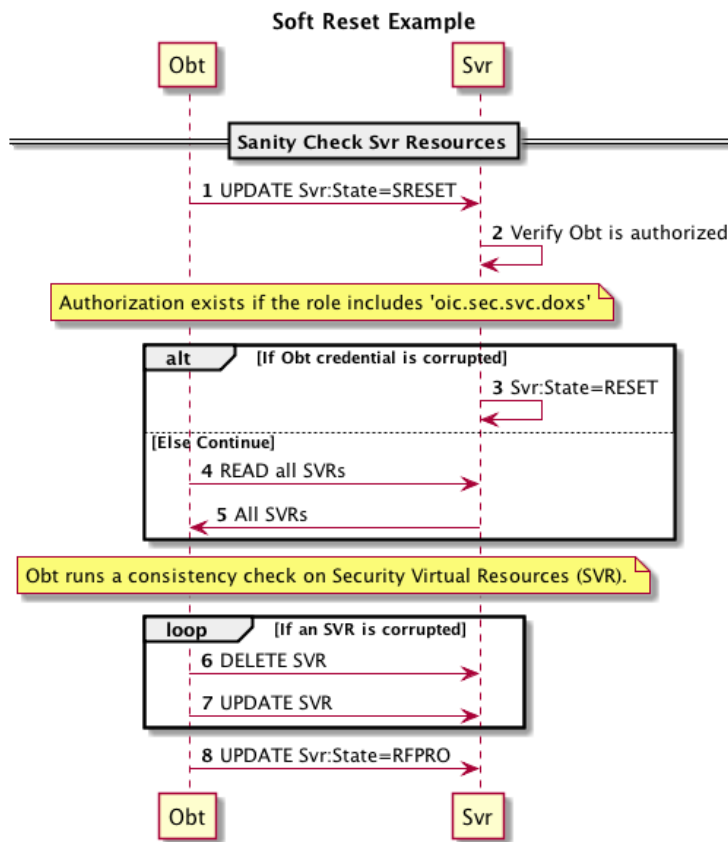 Soft Reset Example
Obt Svr
Sanity Check Svr Resources
1 UPDATE Svr:State=SRESET
2 Verify Obt is authorized
Authorization exists if the role includes 'oic.sec.svc.doxs'
alt [If Obt credential is corrupted]
3 Svr:State=RESET
[Else Continue]
4 READ all SVRs
5 All SVRs
Obt runs a consistency check on Security Virtual Resources (SVR).
loop [If an SVR is corrupted]
6 DELETE SVR
7 UPDATE SVR
8 UPDATE Svr:State=RFPRO
Obt Svr